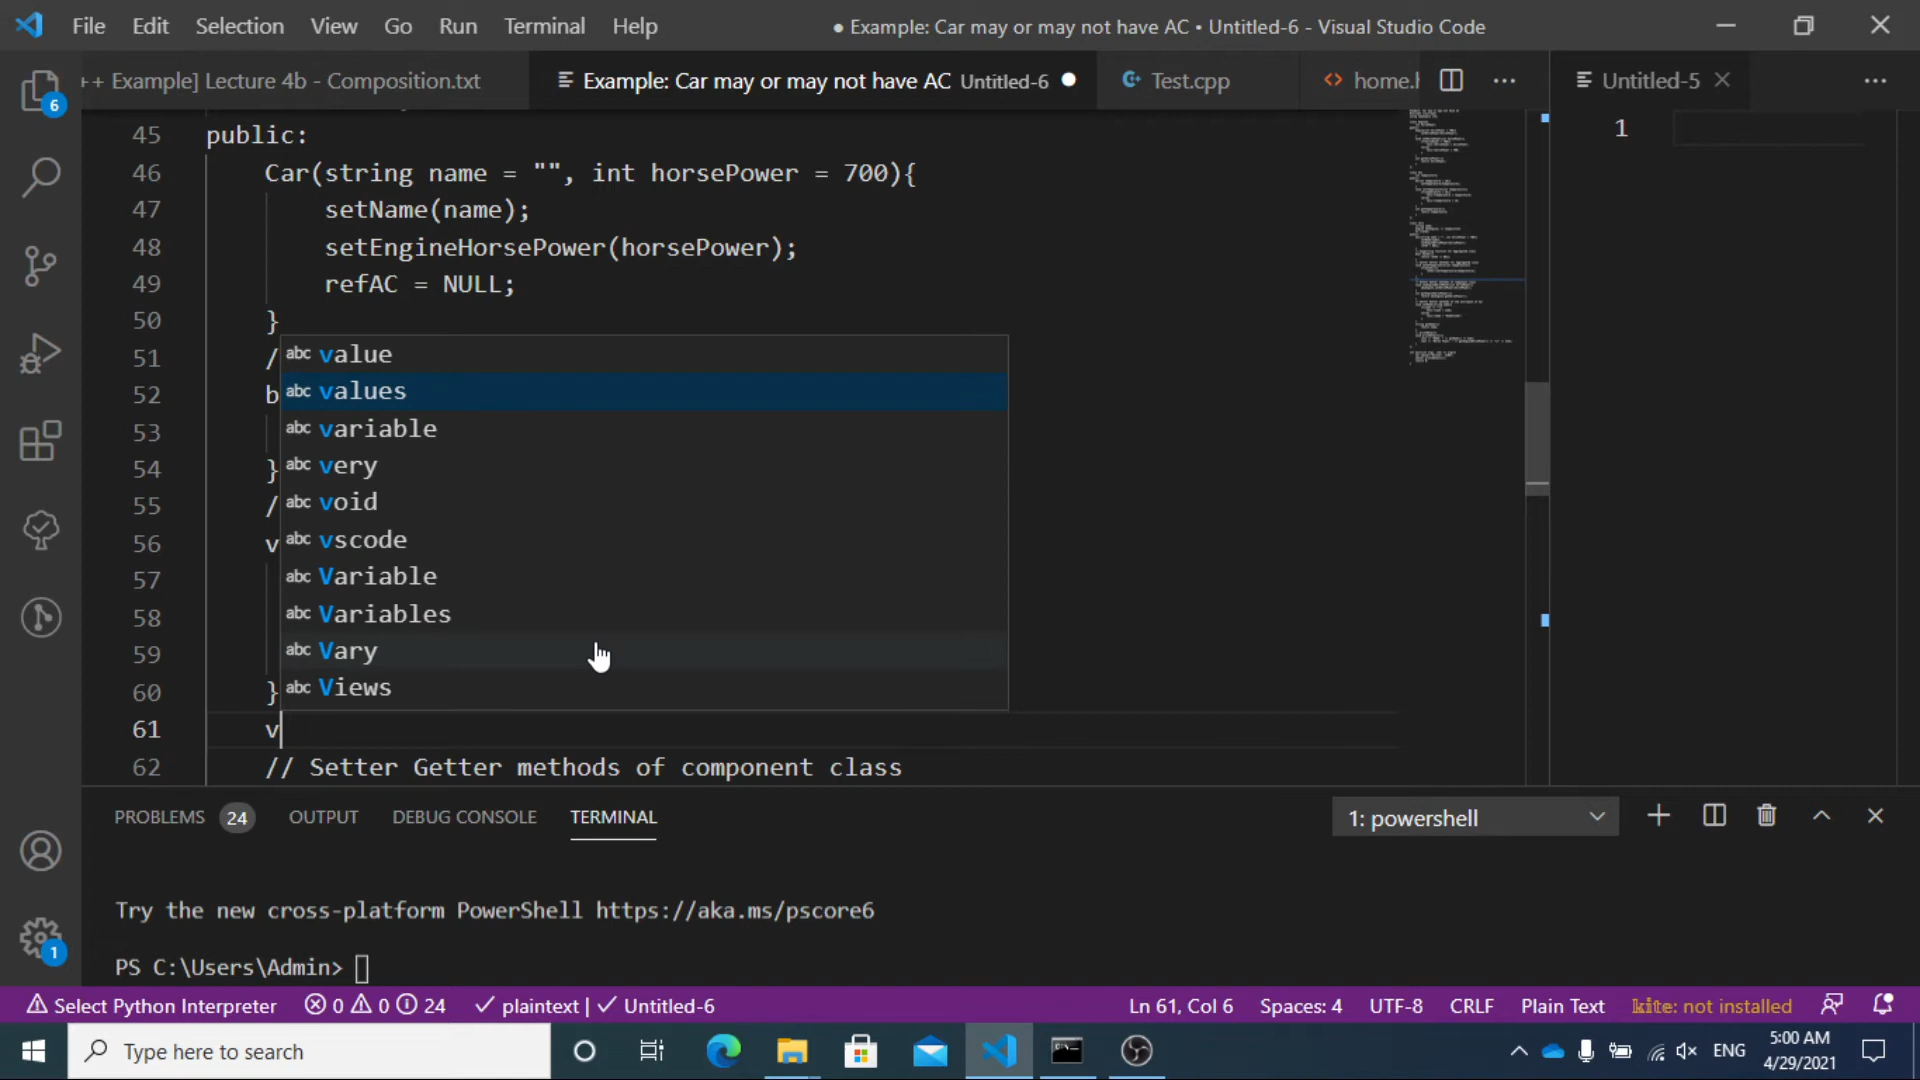 File Edit Selection View Go Run Terminal Help
● Example: Car may or may not have AC • Untitled-6 - Visual Studio Code
++ Example] Lecture 4b - Composition.txt
Example: Car may or may not have AC Untitled-6
Test.cpp
home.h
Untitled-5
6
45 public:
46 Car(string name = "", int horsePower = 700){
47 setName(name);
48 setEngineHorsePower(horsePower);
49 refAC = NULL;
50 }
51 /
52 b
53
54 }
55 /
56 v
57
58
59
60 }
abc value
abc values
abc variable
abc very
abc void
abc vscode
abc Variable
abc Variables
abc Vary
abc Views
61 v
62 // Setter Getter methods of component class
1
PROBLEMS 24 OUTPUT DEBUG CONSOLE TERMINAL
1: powershell
Try the new cross-platform PowerShell https://aka.ms/pscore6
PS C:\Users\Admin>
1
Select Python Interpreter 0 0 24 plaintext | Untitled-6
Ln 61, Col 6 Spaces: 4 UTF-8 CRLF Plain Text kite: not installed
Type here to search
ENG
5:00 AM
4/29/2021